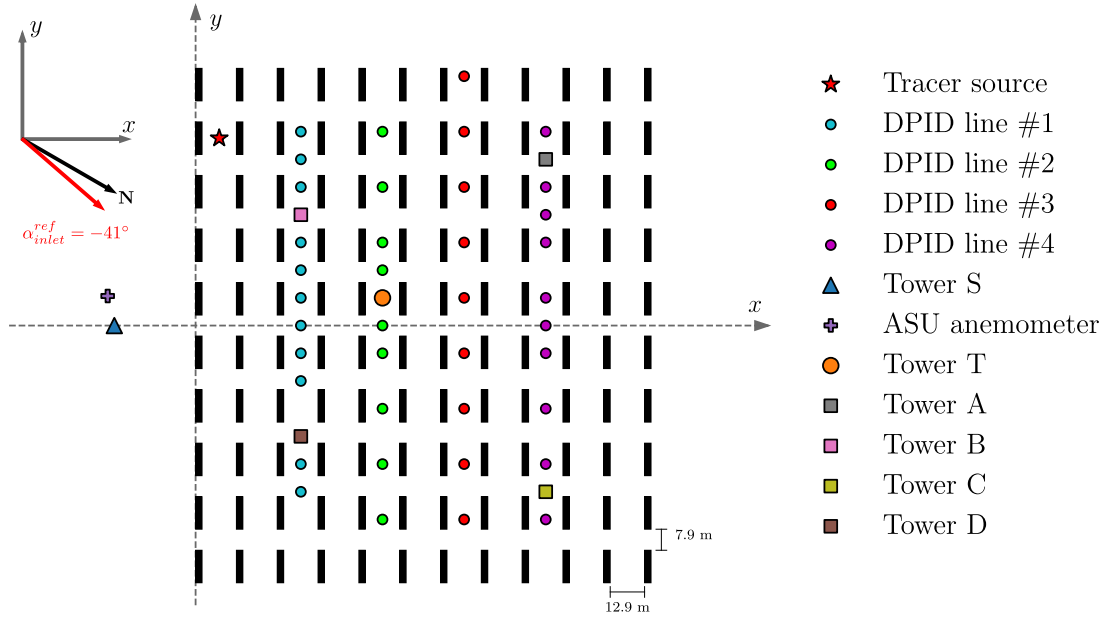 y
y
x
N
α_{inlet}^{ref} = −41°
x
Tracer source
DPID line #1
DPID line #2
DPID line #3
DPID line #4
Tower S
ASU anemometer
Tower T
Tower A
Tower B
Tower C
Tower D
7.9 m
12.9 m